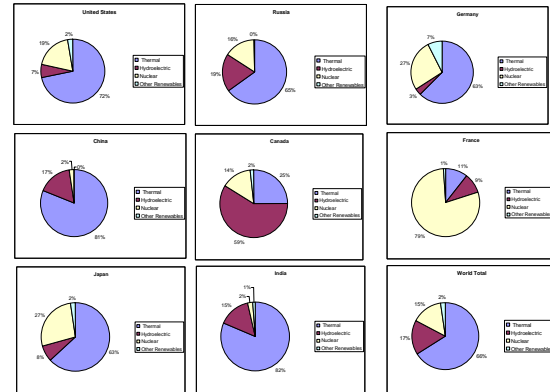 United States
2%
19%
7%
72%
Thermal
Hydroelectric
Nuclear
Other Renewables
Russia
0%
16%
19%
65%
Thermal
Hydroelectric
Nuclear
Other Renewables
Germany
7%
27%
3%
63%
Thermal
Hydroelectric
Nuclear
Other Renewables
China
2%
0%
17%
81%
Thermal
Hydroelectric
Nuclear
Other Renewables
Canada
2%
14%
25%
59%
Thermal
Hydroelectric
Nuclear
Other Renewables
France
1%
11%
9%
79%
Thermal
Hydroelectric
Nuclear
Other Renewables
Japan
2%
27%
8%
63%
Thermal
Hydroelectric
Nuclear
Other Renewables
India
1%
2%
15%
82%
Thermal
Hydroelectric
Nuclear
Other Renewables
World Total
2%
15%
17%
66%
Thermal
Hydroelectric
Nuclear
Other Renewables